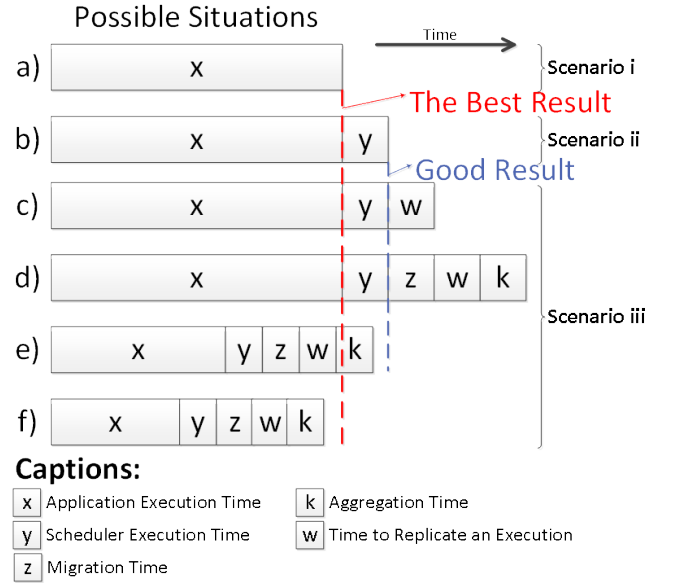 Possible Situations
Time
a) x Scenario i
The Best Result
b) x y Scenario ii
Good Result
c) x y w
d) x y z w k
Scenario iii
e) x y z w k
f) x y z w k
Captions:
x Application Execution Time k Aggregation Time
y Scheduler Execution Time w Time to Replicate an Execution
z Migration Time